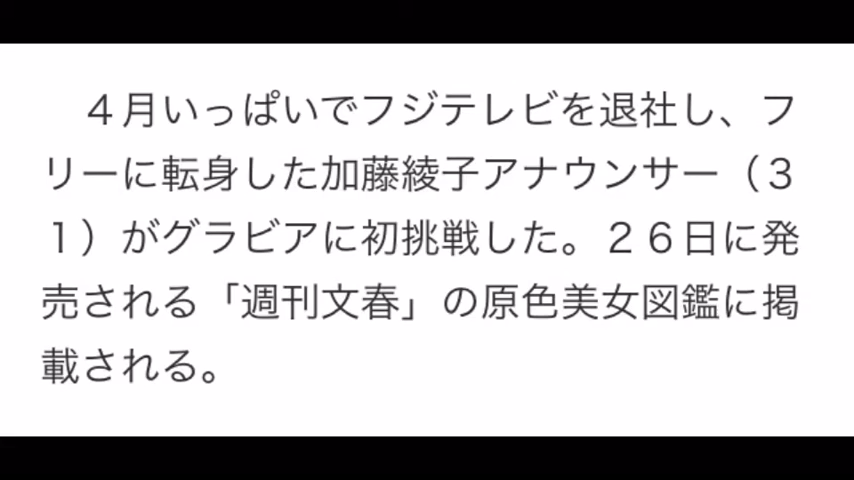 ４月いっぱいでフジテレビを退社し、フ
リーに転身した加藤綾子アナウンサー（３
１）がグラビアに初挑戦した。２６日に発
売される「週刊文春」の原色美女図鑑に掲
載される。